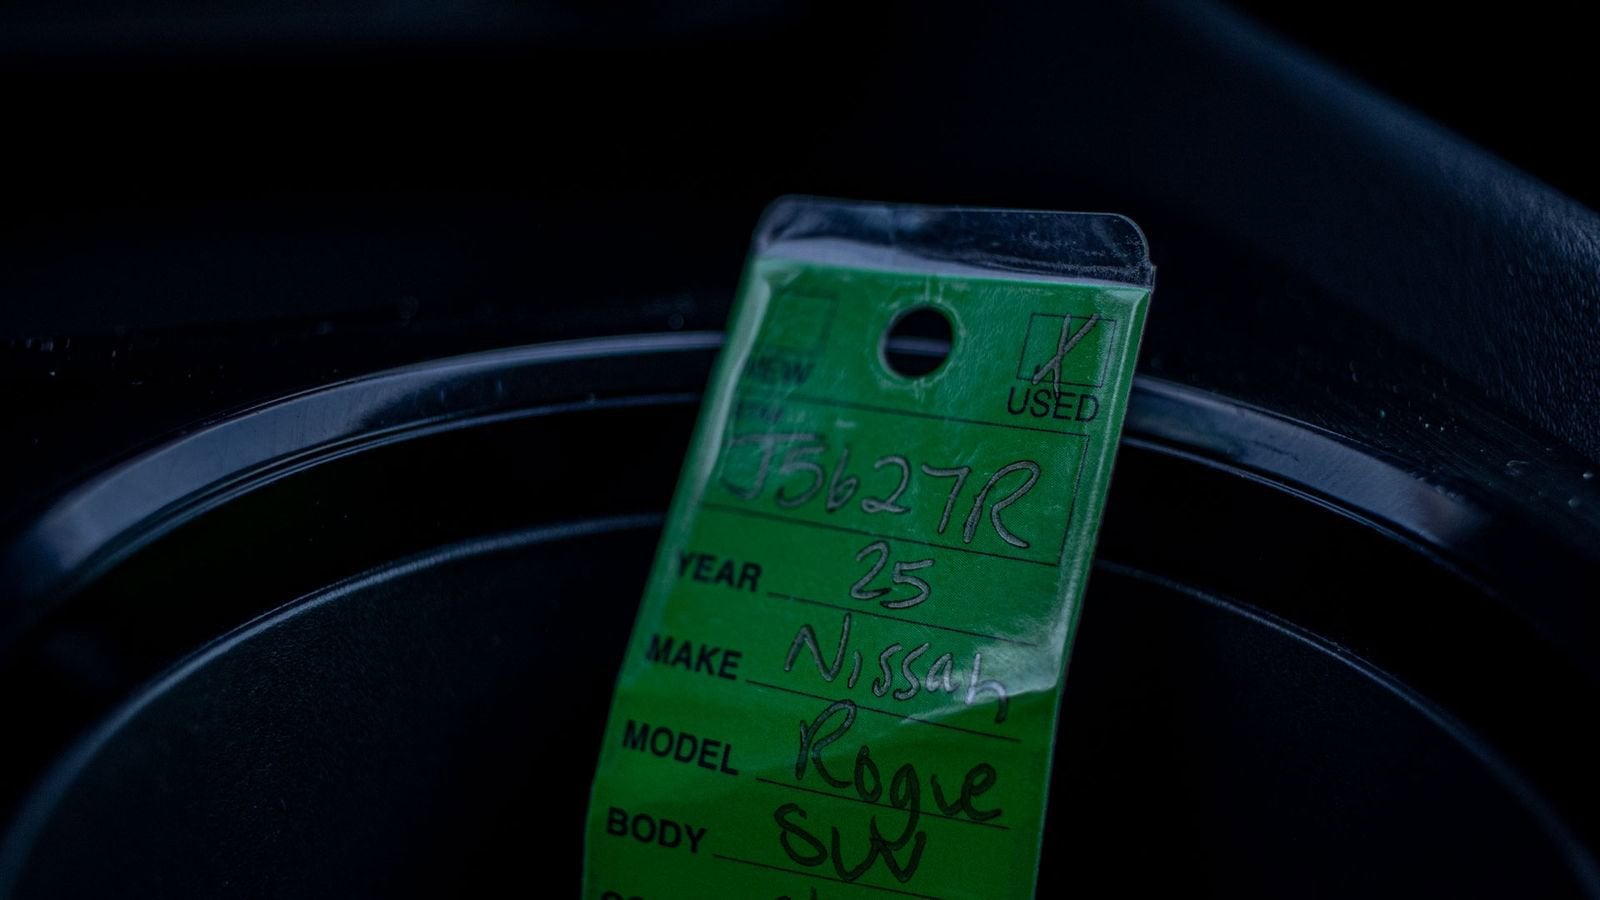 NEW
X
USED
J5627R
YEAR 25
MAKE Nissan
MODEL Rogue
BODY SUV